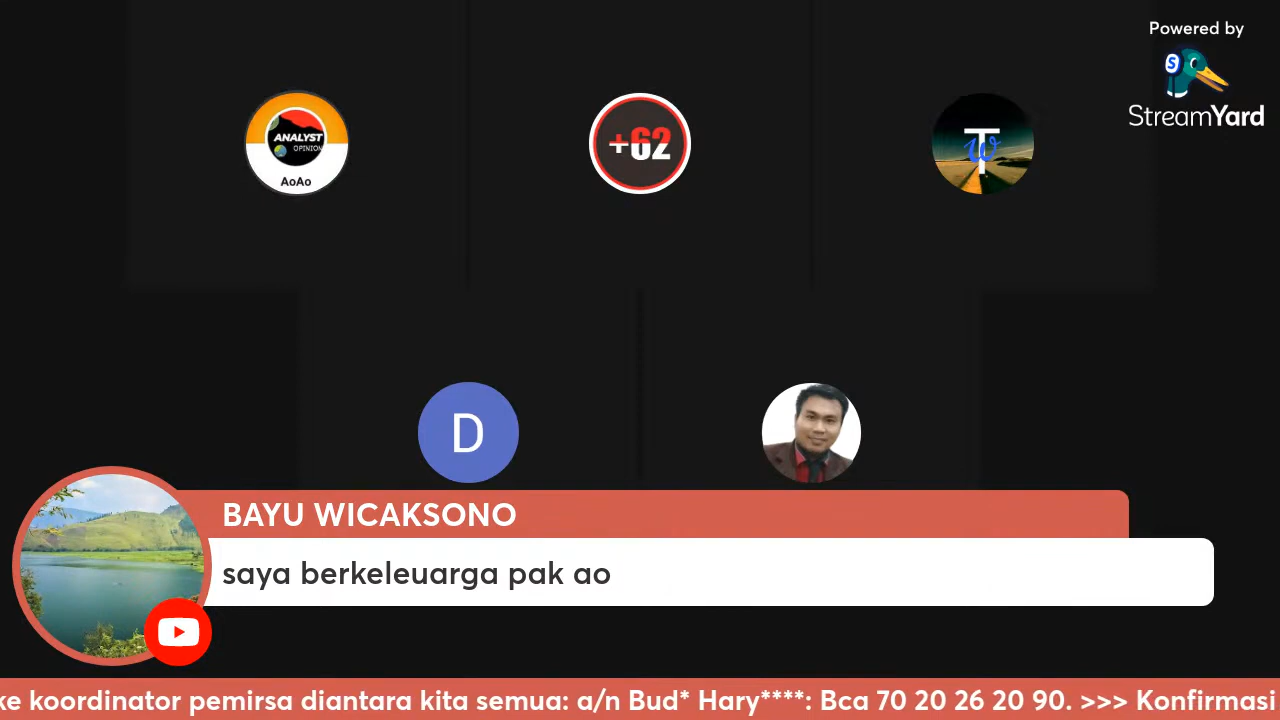 Powered by
StreamYard
ANALYST
OPINION
AoAo
+62
T
w
D
BAYU WICAKSONO
saya berkeleuarga pak ao
ke koordinator pemirsa diantara kita semua: a/n Bud* Hary****: Bca 70 20 26 20 90. >>> Konfirmasi